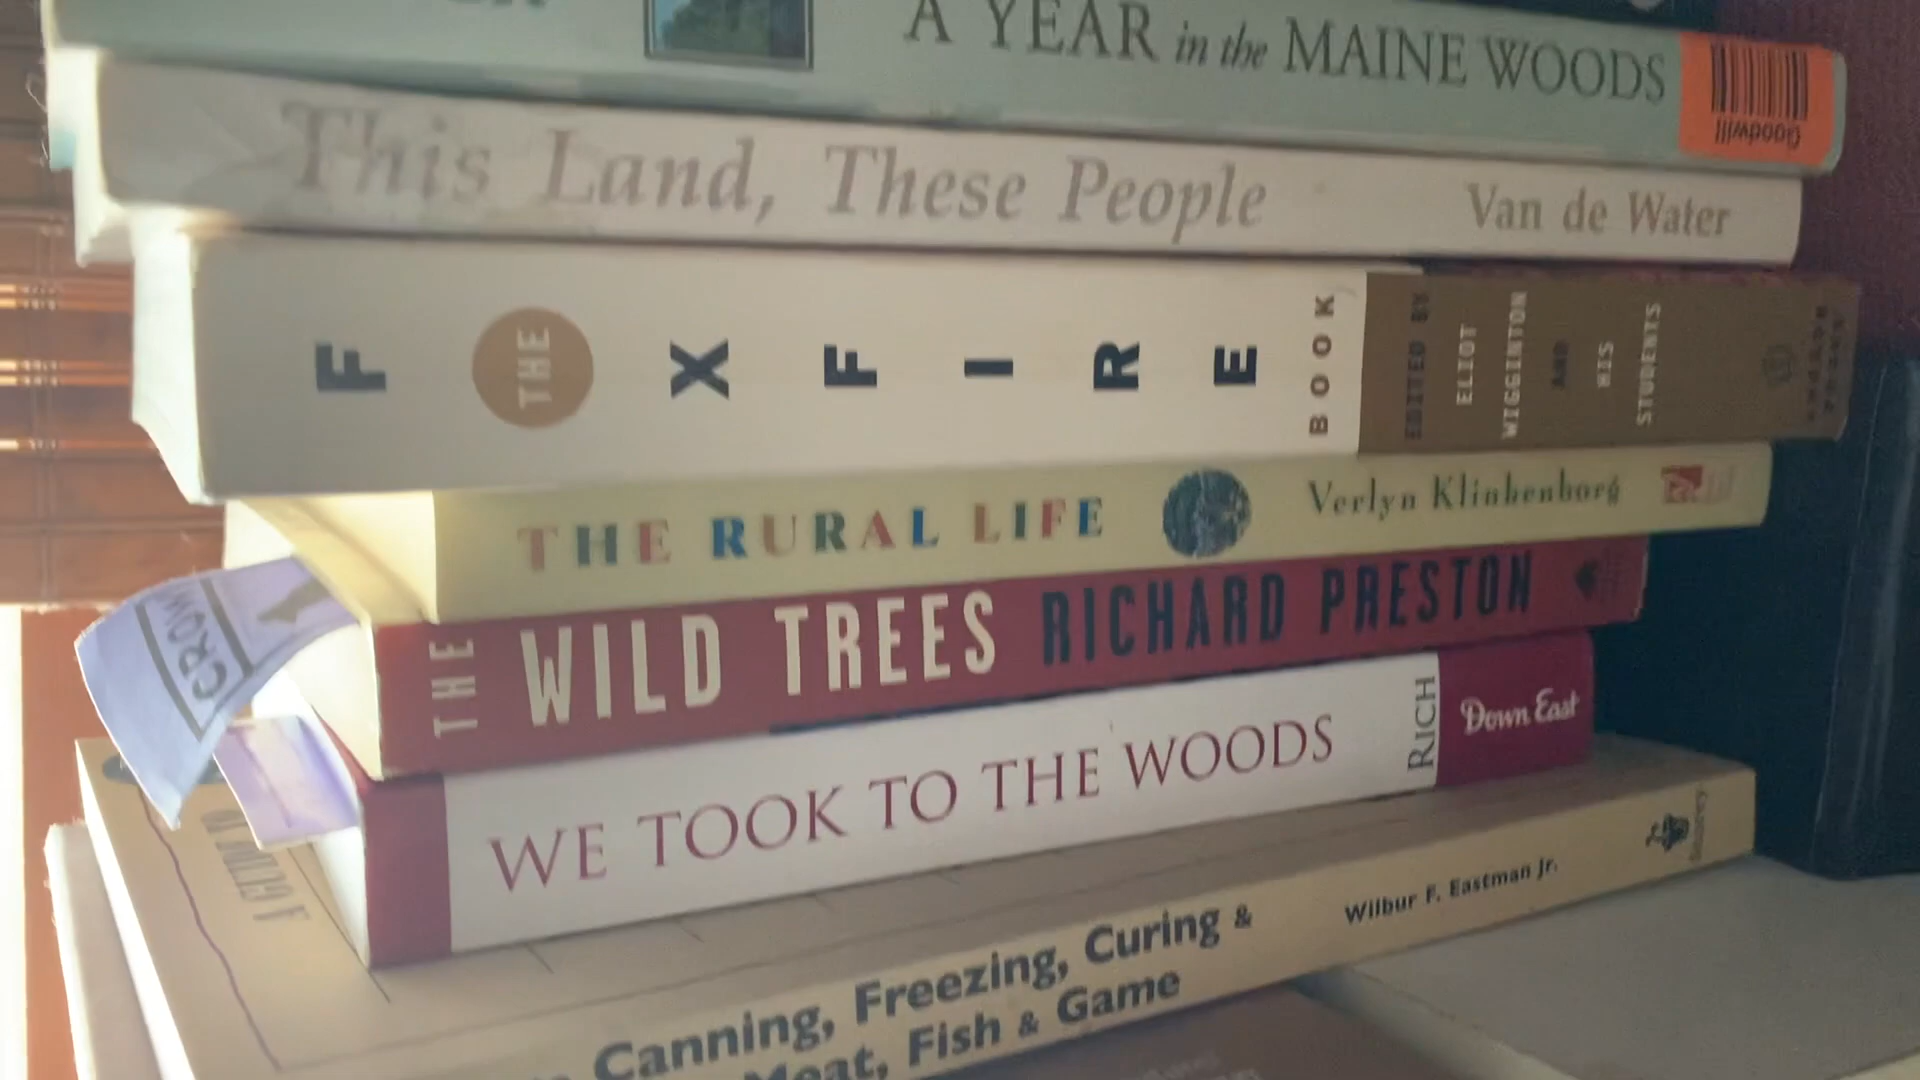 A YEAR in the MAINE WOODS
Goodwill
This Land, These People Van de Water
THE
F X F I R E BOOK
EDITED BY ELIOT WIGGINTON AND HIS STUDENTS
THE RURAL LIFE Verlyn Klinkenborg
THE WILD TREES RICHARD PRESTON
CROW
WE TOOK TO THE WOODS RICH Down East
Canning, Freezing, Curing &
Meat, Fish & Game
Wilbur F. Eastman Jr.